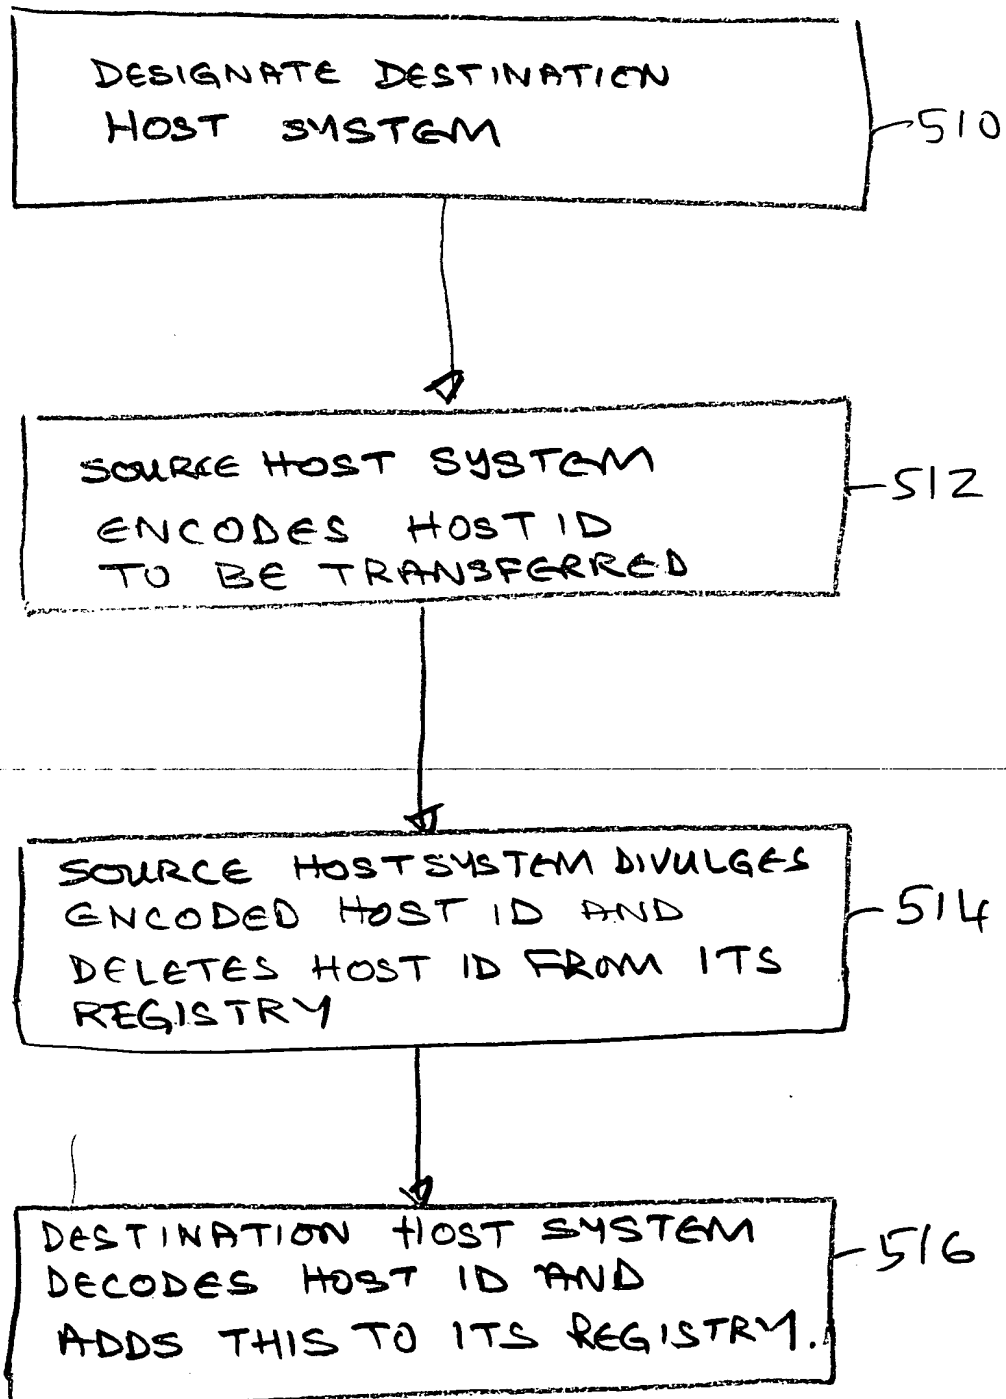 DESIGNATE DESTINATION
HOST SYSTEM
510
SOURCE HOST SYSTEM
ENCODES HOST ID
TO BE TRANSFERRED
512
SOURCE HOST SYSTEM DIVULGES
ENCODED HOST ID AND
DELETES HOST ID FROM ITS
REGISTRY
514
DESTINATION HOST SYSTEM
DECODES HOST ID AND
ADDS THIS TO ITS REGISTRY.
516